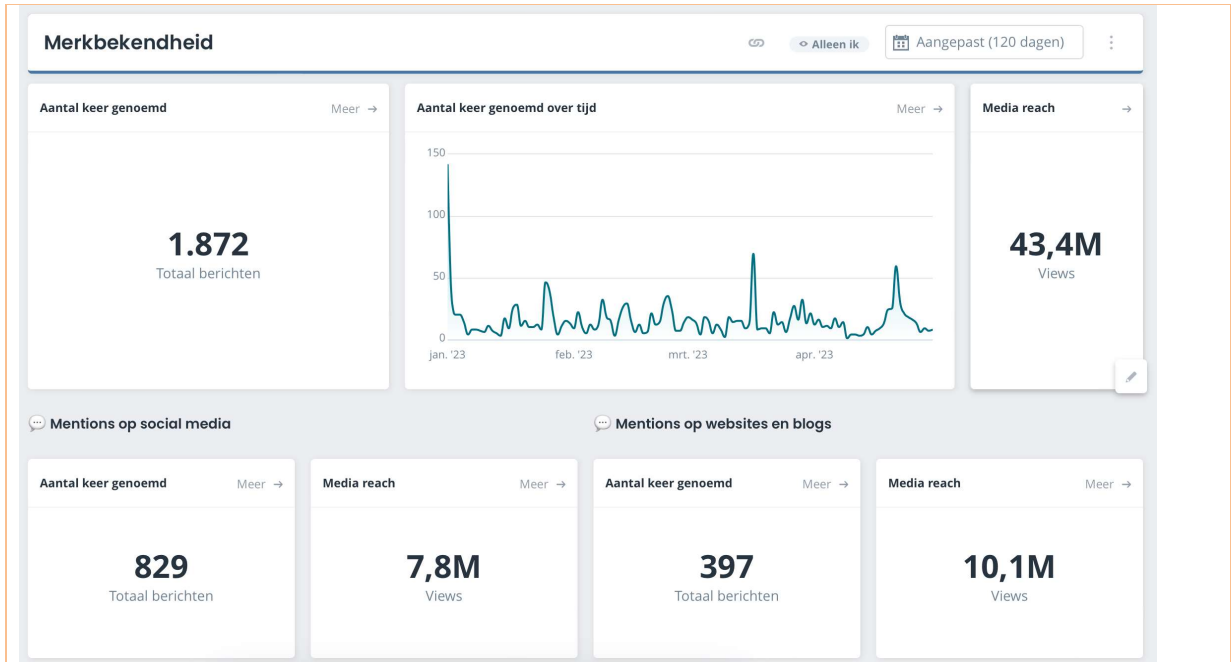 Merkbekendheid
Alleen ik
Aangepast (120 dagen)
Aantal keer genoemd
Meer →
1.872
Totaal berichten
Aantal keer genoemd over tijd
Meer →
150
100
50
0
jan. '23
feb. '23
mrt. '23
apr. '23
Media reach
→
43,4M
Views
Mentions op social media
Mentions op websites en blogs
Aantal keer genoemd
Meer →
829
Totaal berichten
Media reach
Meer →
7,8M
Views
Aantal keer genoemd
Meer →
397
Totaal berichten
Media reach
Meer →
10,1M
Views